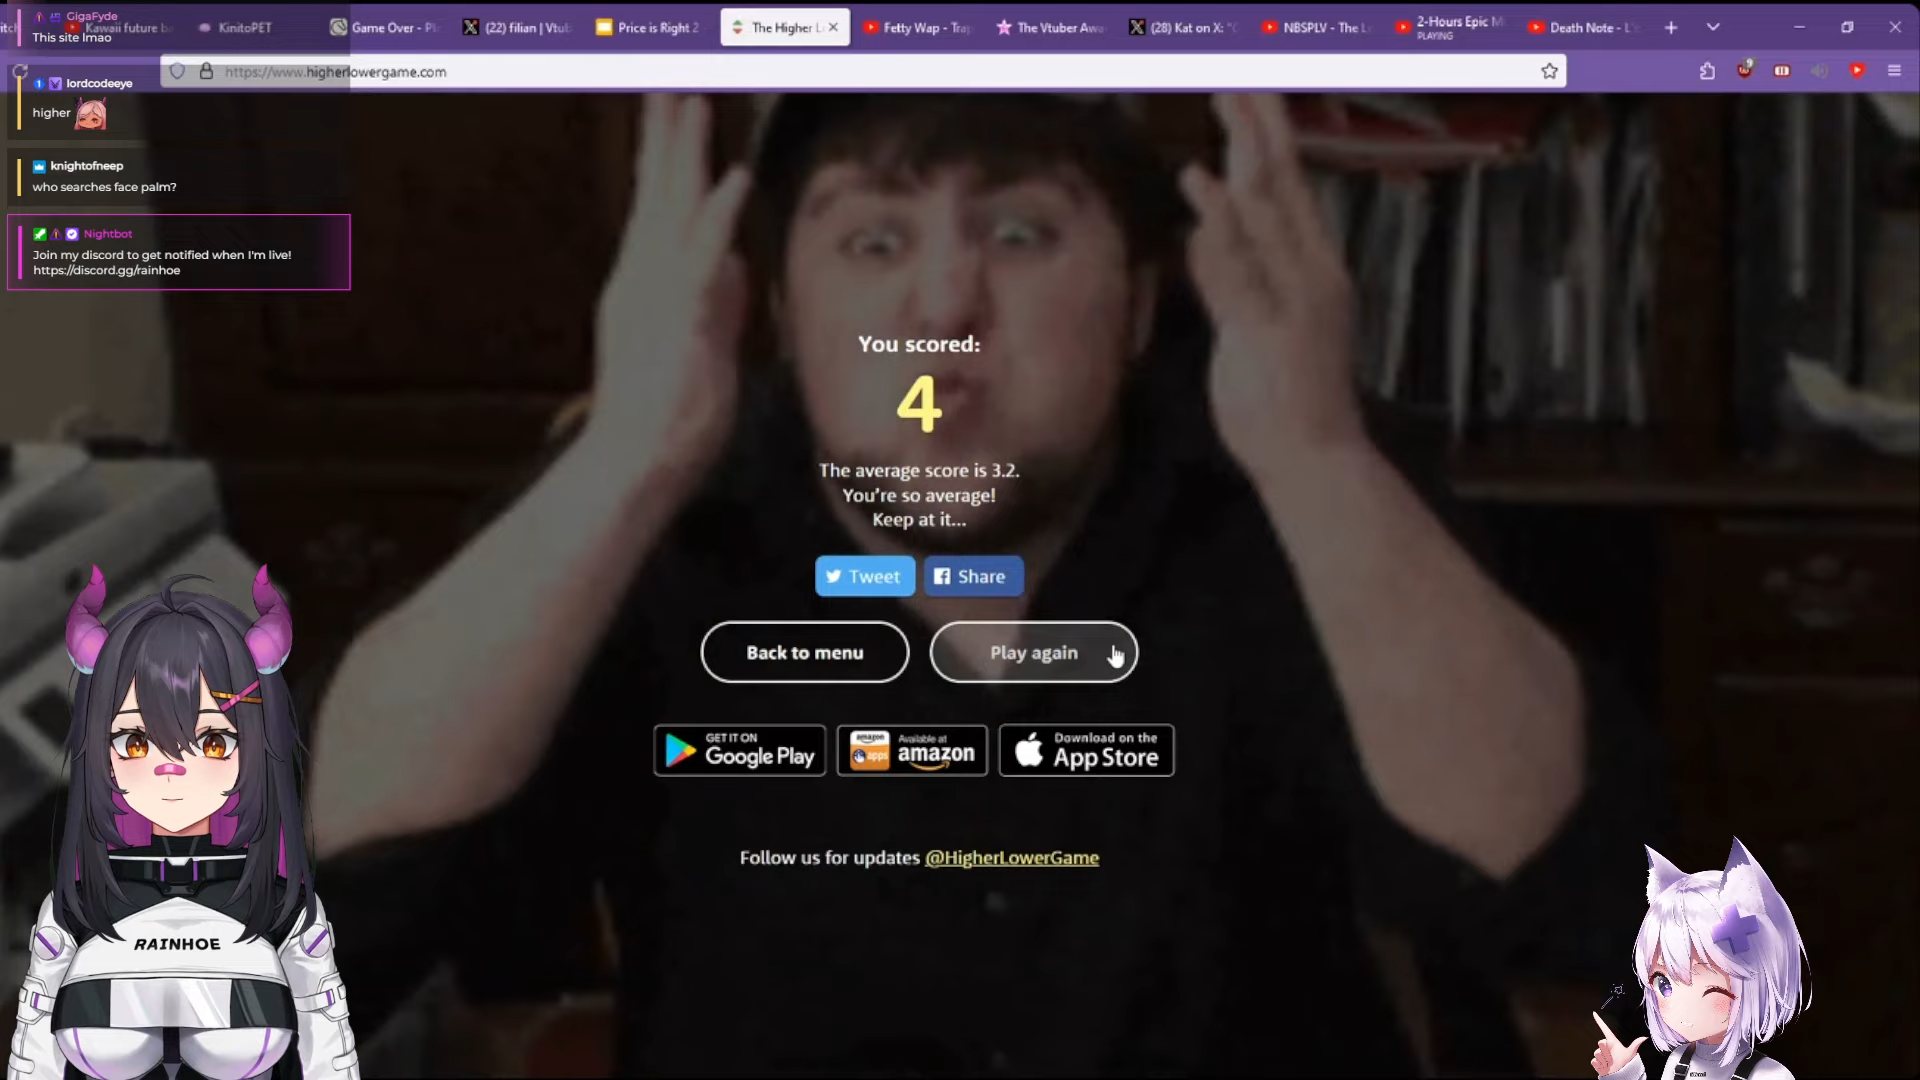 GigaFyde
This site lmao
Kawaii future b
KinitoPET
Game Over - Pl
(22) filian | Vtub
Price is Right 2
The Higher L
Fetty Wap - Trap
The Vtuber Awa
(28) Kat on X: "
NBSPLV - The L
2-Hours Epic M
PLAYING
Death Note - L's
https://www.higherlowergame.com
9
1 lordcodeeye
higher
knightofneep
who searches face palm?
Nightbot
Join my discord to get notified when I'm live!
https://discord.gg/rainhoe
You scored:
4
The average score is 3.2.
You're so average!
Keep at it...
Tweet
Share
Back to menu
Play again
GET IT ON
Google Play
amazon
apps
Available at
amazon
Download on the
App Store
Follow us for updates @HigherLowerGame
RAINHOE